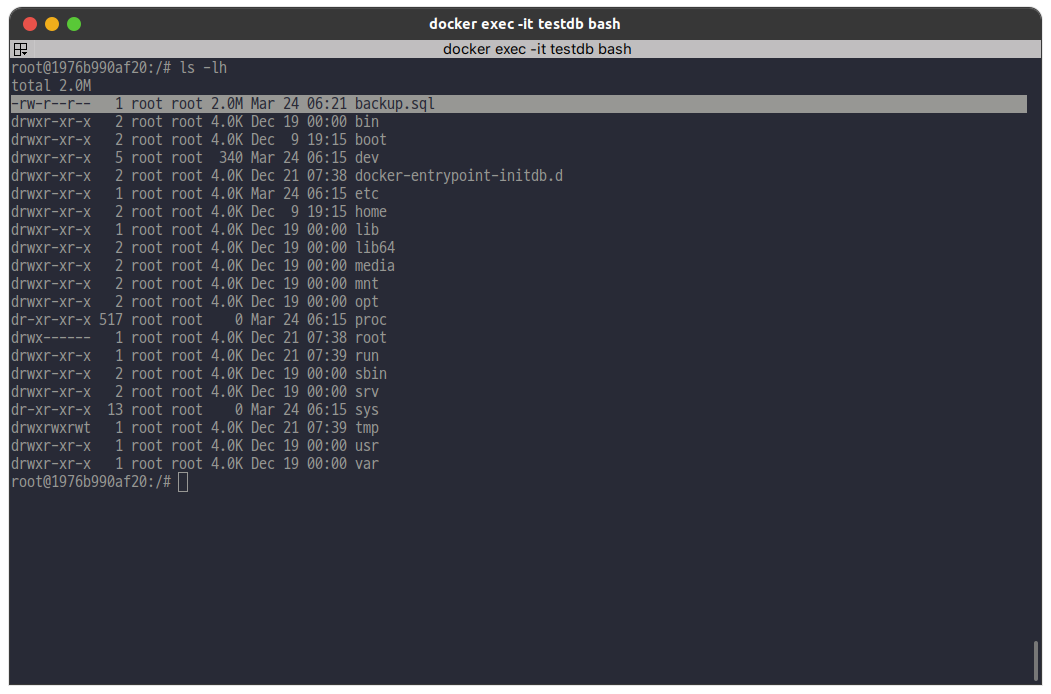 docker exec -it testdb bash
docker exec -it testdb bash
root@1976b990af20:/# ls -lh
total 2.0M
-rw-r--r--   1 root root 2.0M Mar 24 06:21 backup.sql
drwxr-xr-x   2 root root 4.0K Dec 19 00:00 bin
drwxr-xr-x   2 root root 4.0K Dec  9 19:15 boot
drwxr-xr-x   5 root root  340 Mar 24 06:15 dev
drwxr-xr-x   2 root root 4.0K Dec 21 07:38 docker-entrypoint-initdb.d
drwxr-xr-x   1 root root 4.0K Mar 24 06:15 etc
drwxr-xr-x   2 root root 4.0K Dec  9 19:15 home
drwxr-xr-x   1 root root 4.0K Dec 19 00:00 lib
drwxr-xr-x   2 root root 4.0K Dec 19 00:00 lib64
drwxr-xr-x   2 root root 4.0K Dec 19 00:00 media
drwxr-xr-x   2 root root 4.0K Dec 19 00:00 mnt
drwxr-xr-x   2 root root 4.0K Dec 19 00:00 opt
dr-xr-xr-x 517 root root    0 Mar 24 06:15 proc
drwx------   1 root root 4.0K Dec 21 07:38 root
drwxr-xr-x   1 root root 4.0K Dec 21 07:39 run
drwxr-xr-x   2 root root 4.0K Dec 19 00:00 sbin
drwxr-xr-x   2 root root 4.0K Dec 19 00:00 srv
dr-xr-xr-x  13 root root    0 Mar 24 06:15 sys
drwxrwxrwt   1 root root 4.0K Dec 21 07:39 tmp
drwxr-xr-x   1 root root 4.0K Dec 19 00:00 usr
drwxr-xr-x   1 root root 4.0K Dec 19 00:00 var
root@1976b990af20:/#